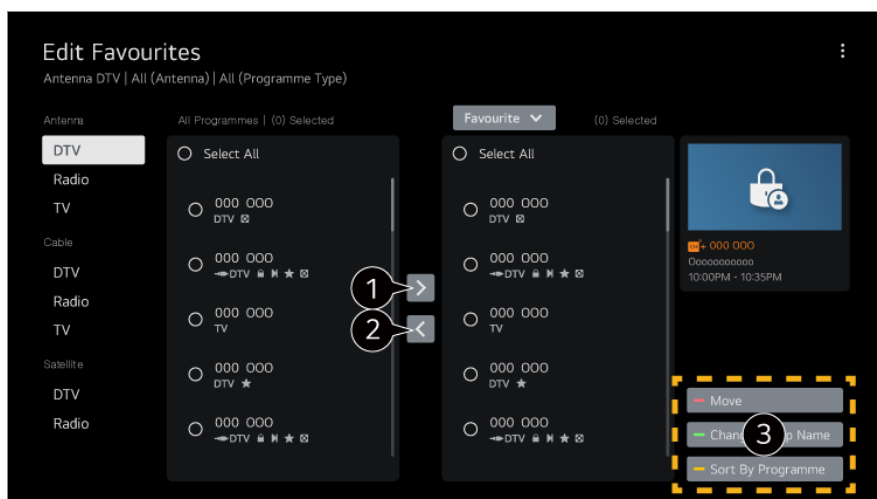 Edit Favourites
Antenna DTV | All (Antenna) | All (Programme Type)
Antenna
DTV
Radio
TV
Cable
DTV
Radio
TV
Satellite
DTV
Radio
All Programmes | (0) Selected
Select All
000 000
DTV
000 000
DTV
000 000
TV
000 000
DTV
000 000
DTV
1
2
Favourite
(0) Selected
Select All
000 000
DTV
000 000
DTV
000 000
TV
000 000
DTV
000 000
DTV
CH+ 000 000
Ooooooooooo
10:00PM - 10:35PM
Move
3
Name
Sort By Programme